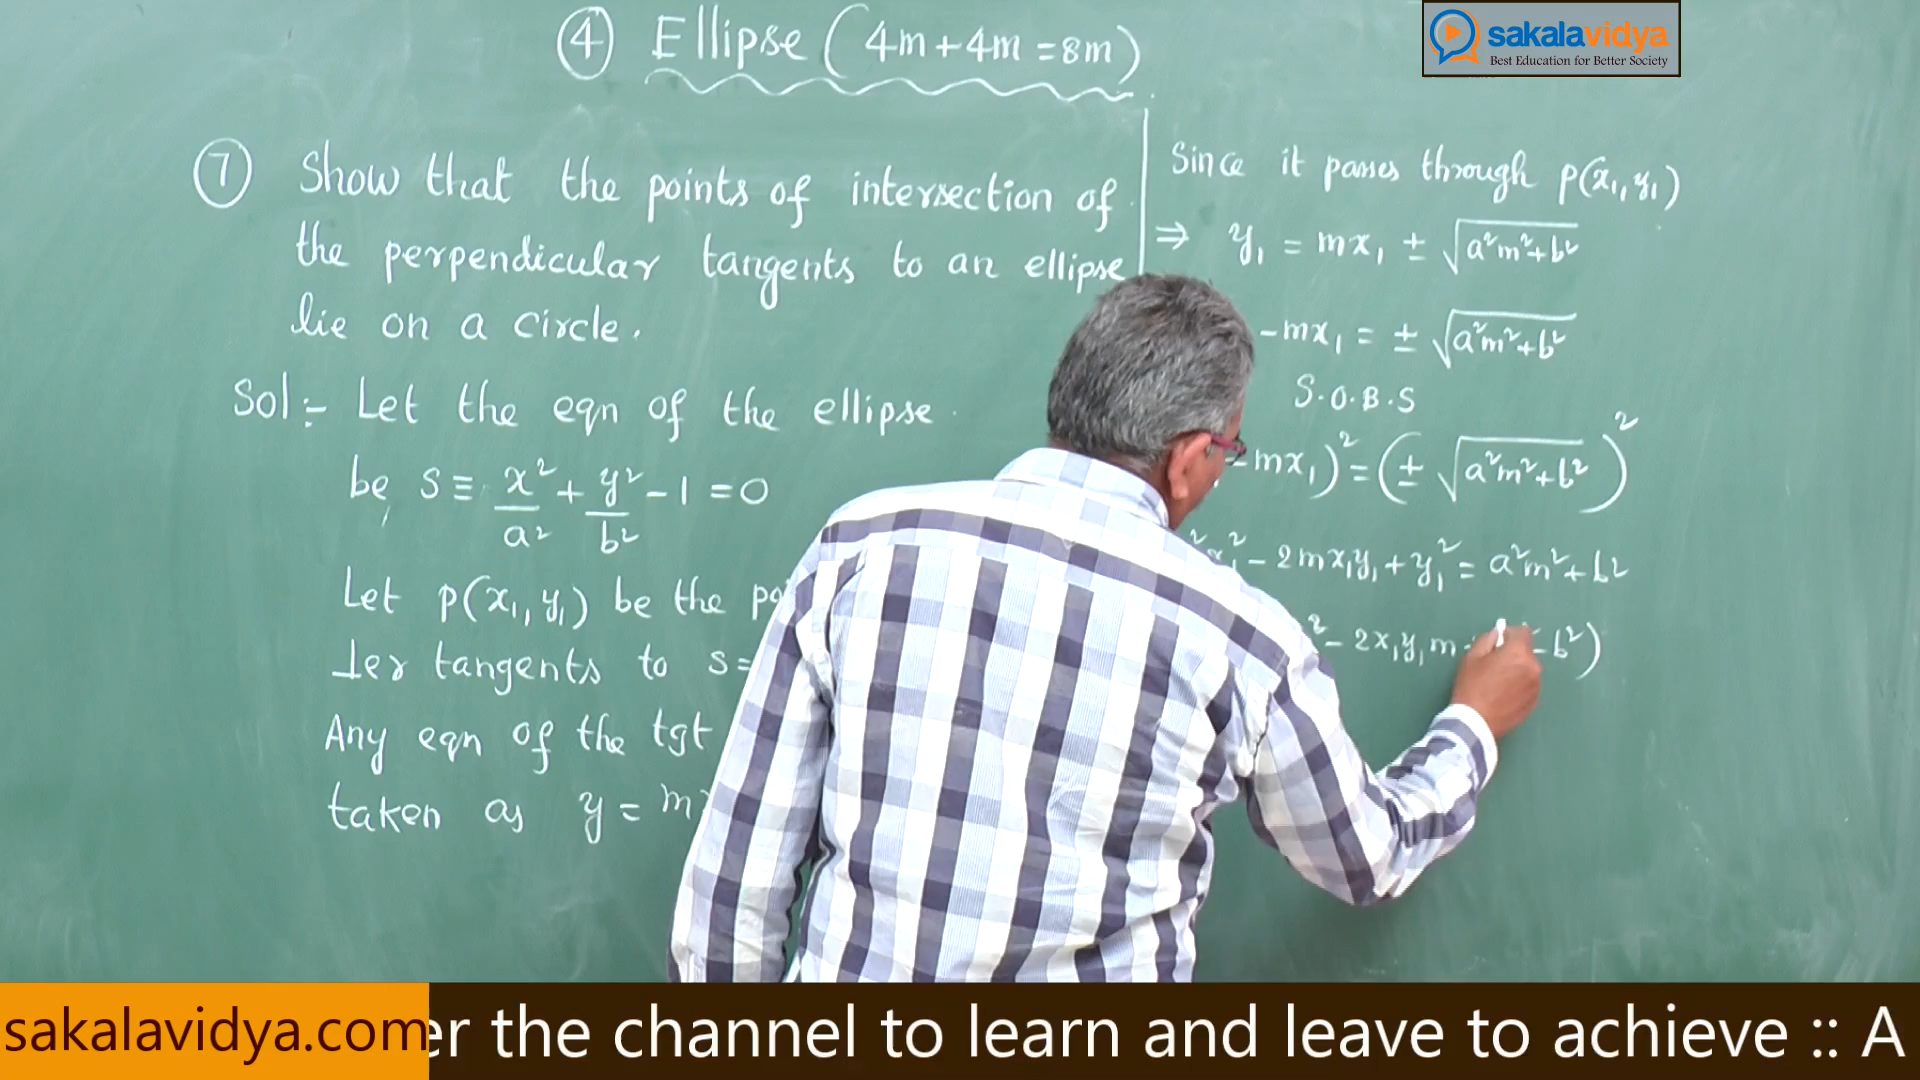 ④ Ellipse (4m+4m=8m)
sakalavidya
Best Education for Better Society
⑦ Show that the points of intersection of
the perpendicular tangents to an ellipse
lie on a circle.
Sol:- Let the eqn of the ellipse
be, S ≡ x²/a² + y²/b² - 1 = 0
Let P(x₁, y₁) be the
⊥er tangents to S=
Any eqn of the tgt
taken as y = m
Since it passes through P(x₁, y₁)
⇒ y₁ = mx₁ ± √a²m²+b²
-mx₁ = ± √a²m²+b²
S.O.B.S
-mx₁)² = (± √a²m²+b²)²
²x₁² - 2mx₁y₁ + y₁² = a²m²+b²
² - 2x₁y₁m - b²)
sakalavidya.com
er the channel to learn and leave to achieve :: A